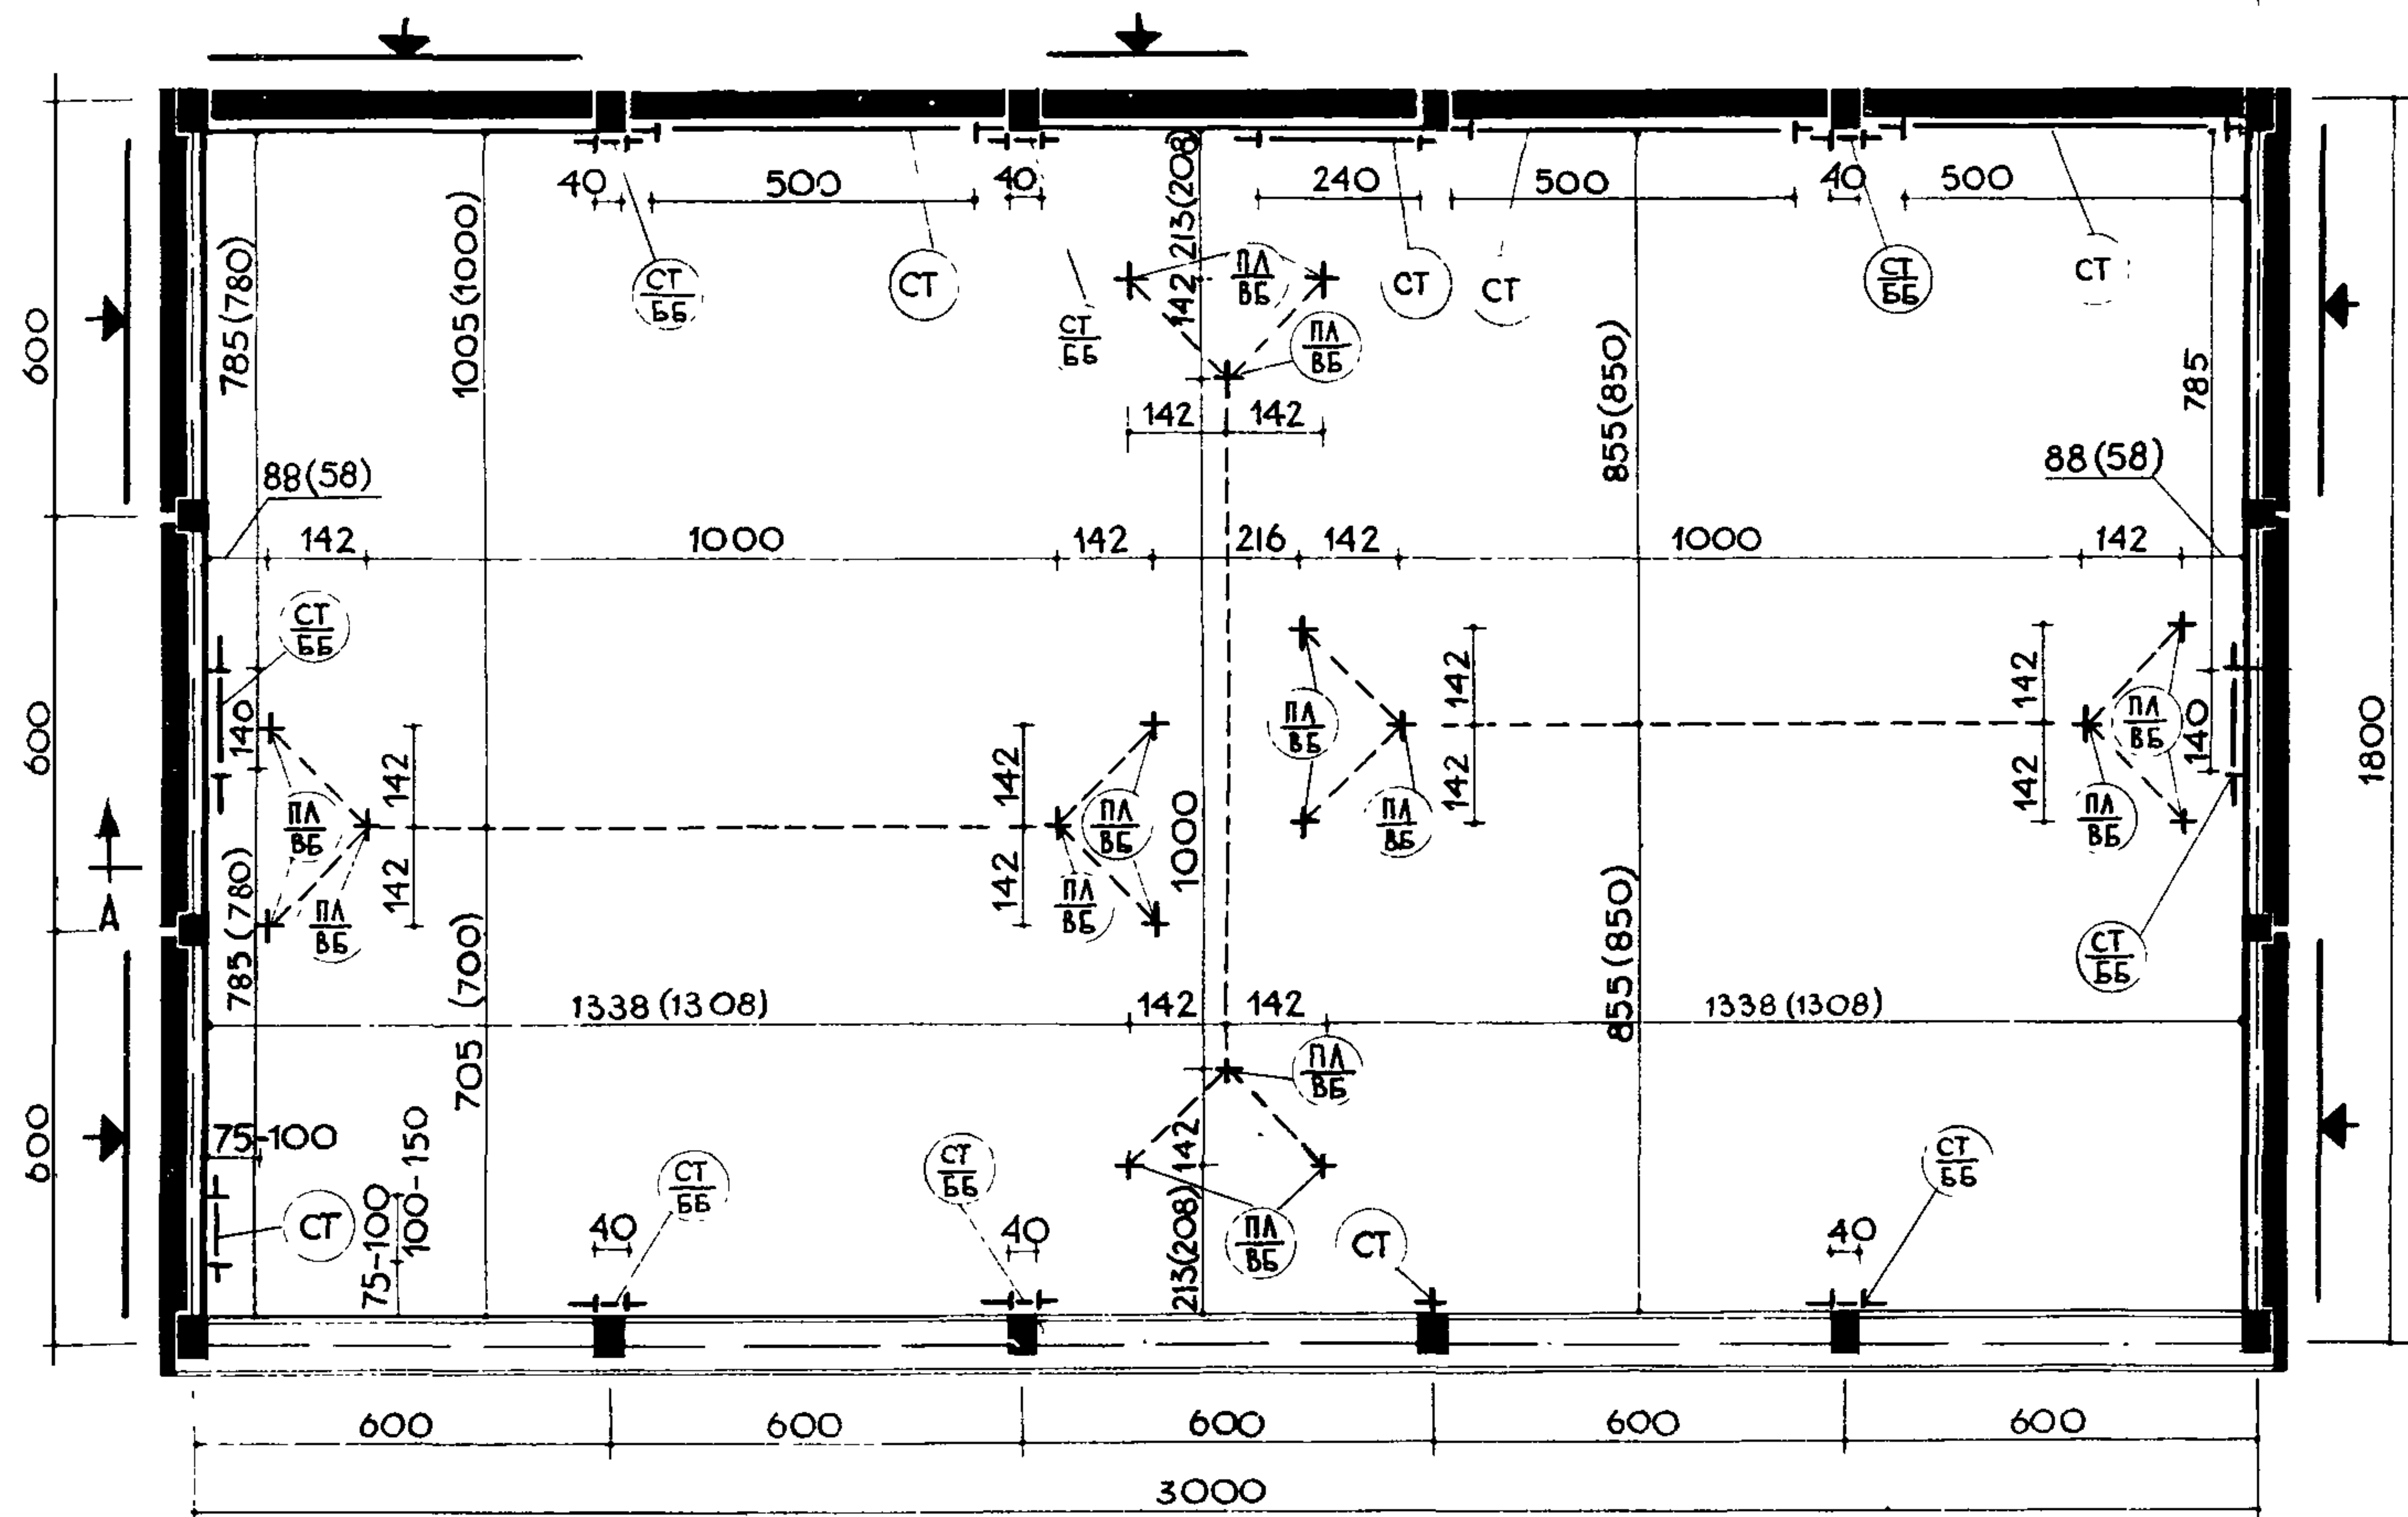 40
500
40
213(208)
240
500
40
500
785(780)
1005(1000)
СТ
ББ
СТ
СТ
ББ
142
ПЛ
ВБ
СТ
СТ
СТ
ББ
СТ
ПЛ
ВБ
600
142
142
855(850)
785
88(58)
88(58)
142
1000
142
216
142
1000
142
СТ
ББ
140
142
142
ПЛ
ВБ
142
142
ПЛ
ВБ
140
600
1800
142
ПЛ
ВБ
142
ПЛ
ВБ
142
ПЛ
ВБ
142
ПЛ
ВБ
1000
ПЛ
ВБ
142
ПЛ
ВБ
А
785(780)
705(700)
855(850)
СТ
ББ
1338(1308)
142
142
1338(1308)
ПЛ
ВБ
600
75-100
100-150
75-100
СТ
СТ
ББ
СТ
ББ
142
213(208)
ПЛ
ВБ
СТ
СТ
ББ
40
40
40
600
600
600
600
600
3000